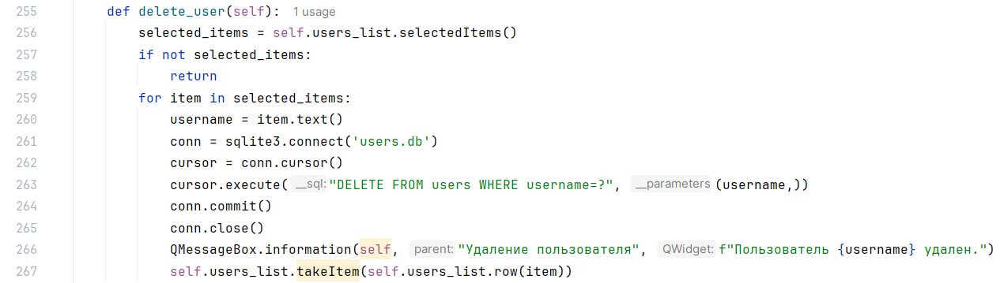 255 def delete_user(self): 1 usage
256 selected_items = self.users_list.selectedItems()
257 if not selected_items:
258 return
259 for item in selected_items:
260 username = item.text()
261 conn = sqlite3.connect('users.db')
262 cursor = conn.cursor()
263 cursor.execute( __sql: "DELETE FROM users WHERE username=?", __parameters (username,))
264 conn.commit()
265 conn.close()
266 QMessageBox.information(self, parent: "Удаление пользователя", QWidget: f"Пользователь {username} удален.")
267 self.users_list.takeItem(self.users_list.row(item))